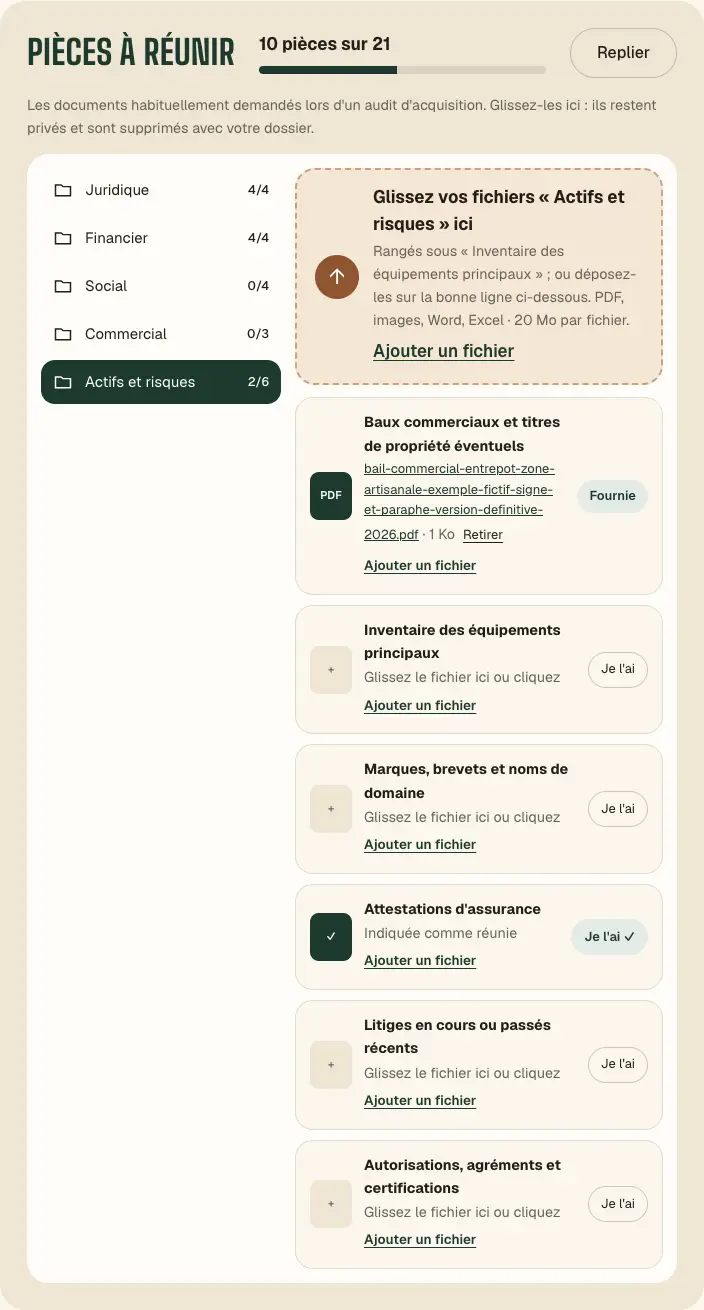 PIÈCES À RÉUNIR
10 pièces sur 21
Replier
Les documents habituellement demandés lors d'un audit d'acquisition. Glissez-les ici : ils restent
privés et sont supprimés avec votre dossier.
Juridique 4/4
Financier 4/4
Social 0/4
Commercial 0/3
Actifs et risques 2/6
Glissez vos fichiers « Actifs et
risques » ici
Rangés sous « Inventaire des
équipements principaux » ; ou déposez-
les sur la bonne ligne ci-dessous. PDF,
images, Word, Excel · 20 Mo par fichier.
Ajouter un fichier
Baux commerciaux et titres
de propriété éventuels
PDF
bail-commercial-entrepot-zone-
artisanale-exemple-fictif-signe-
et-paraphe-version-definitive-
2026.pdf · 1 Ko Retirer
Fournie
Ajouter un fichier
Inventaire des équipements
principaux
+
Glissez le fichier ici ou cliquez
Je l'ai
Ajouter un fichier
Marques, brevets et noms de
domaine
+
Glissez le fichier ici ou cliquez
Je l'ai
Ajouter un fichier
Attestations d'assurance
✓
Indiquée comme réunie
Je l'ai ✓
Ajouter un fichier
Litiges en cours ou passés
récents
+
Glissez le fichier ici ou cliquez
Je l'ai
Ajouter un fichier
Autorisations, agréments et
certifications
+
Glissez le fichier ici ou cliquez
Je l'ai
Ajouter un fichier